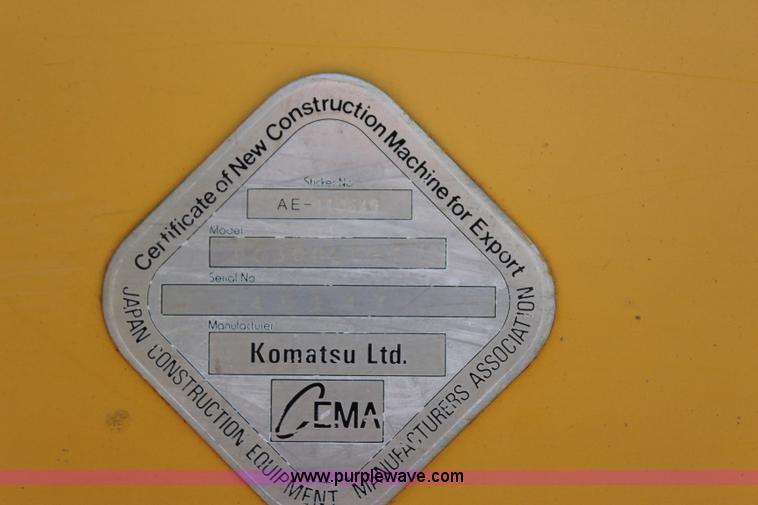 Certificate of New Construction Machine for Export
Sticker No.
AE-
Model
Serial No.
Manufacturer
Komatsu Ltd.
CEMA
JAPAN CONSTRUCTION EQUIPMENT MANUFACTURERS ASSOCIATION
www.purplewave.com